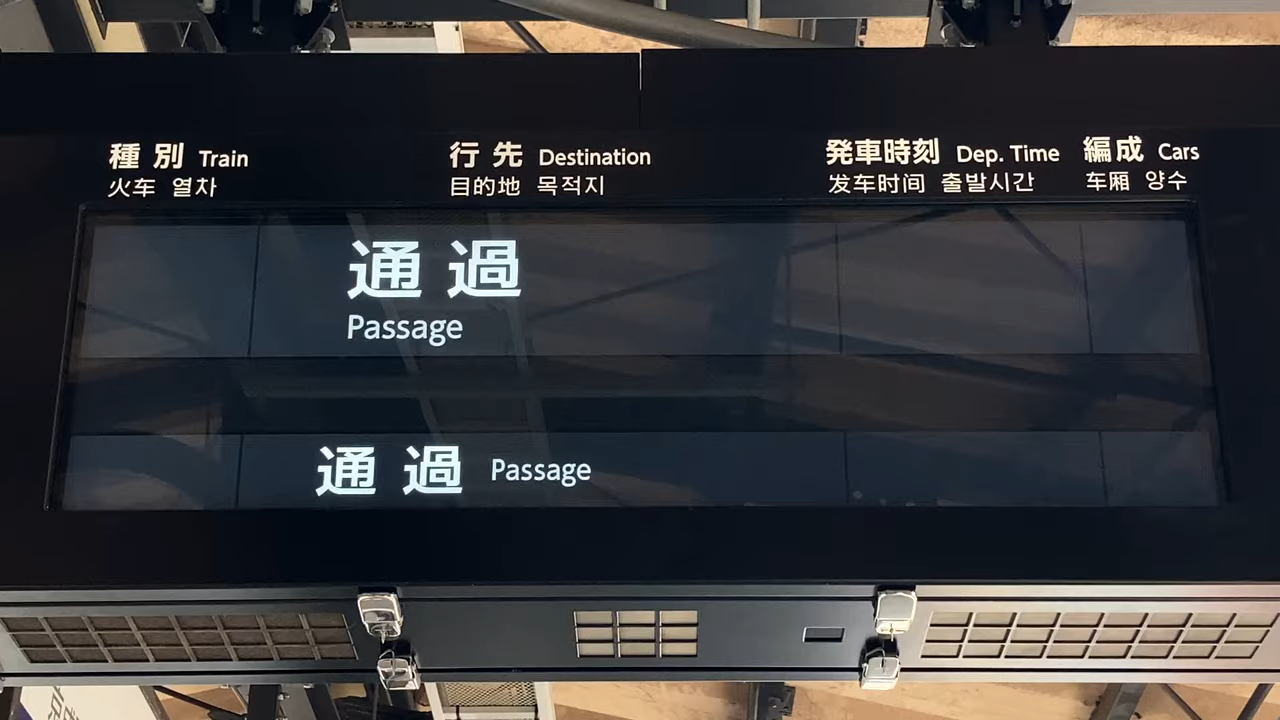 種別 Train 行先 Destination 発車時刻 Dep. Time 編成 Cars
火车 열차 目的地 목적지 发车时间 출발시간 车厢 양수
通過
Passage
通過 Passage